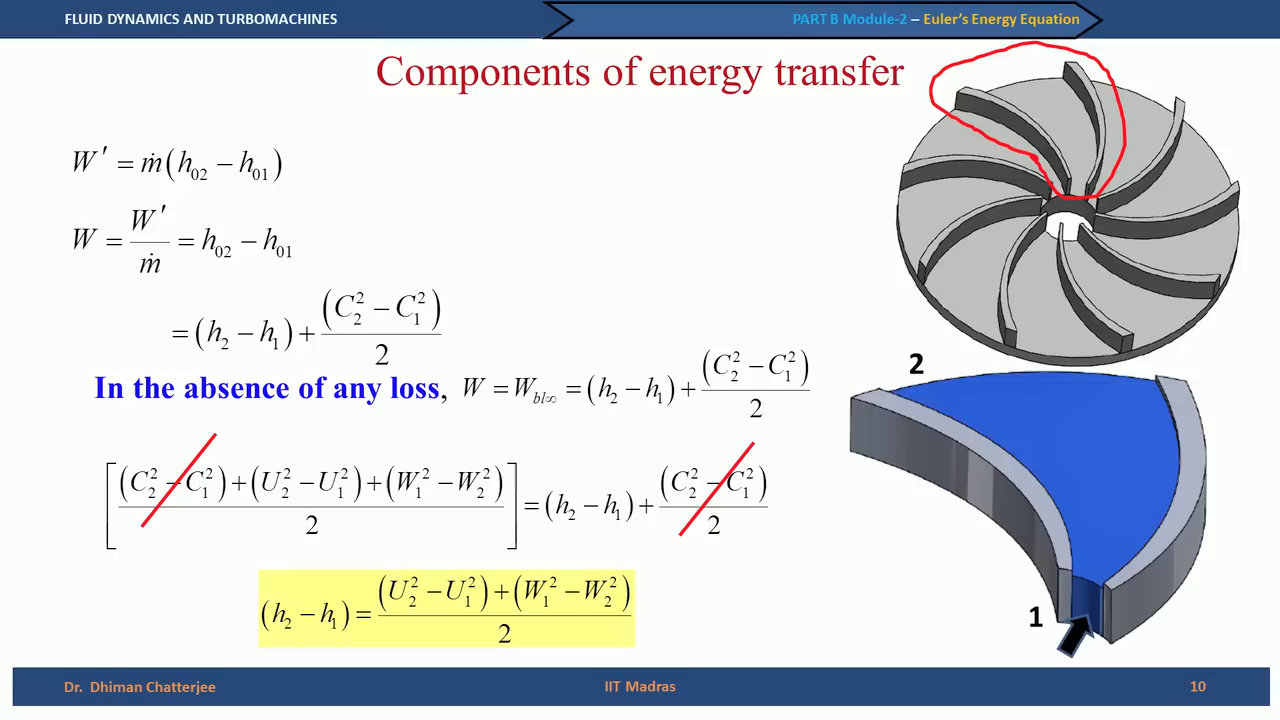 FLUID DYNAMICS AND TURBOMACHINES
PART B Module-2 – Euler's Energy Equation
Components of energy transfer
W′ = ṁ(h₀₂ − h₀₁)
W = W′/ṁ = h₀₂ − h₀₁
= (h₂ − h₁) + (C₂² − C₁²)/2
In the absence of any loss, W = W_{bl∞} = (h₂ − h₁) + (C₂² − C₁²)/2
[((C₂² − C₁²) + (U₂² − U₁²) + (W₁² − W₂²))/2] = (h₂ − h₁) + (C₂² − C₁²)/2
(h₂ − h₁) = ((U₂² − U₁²) + (W₁² − W₂²))/2
2
1
Dr. Dhiman Chatterjee
IIT Madras
10